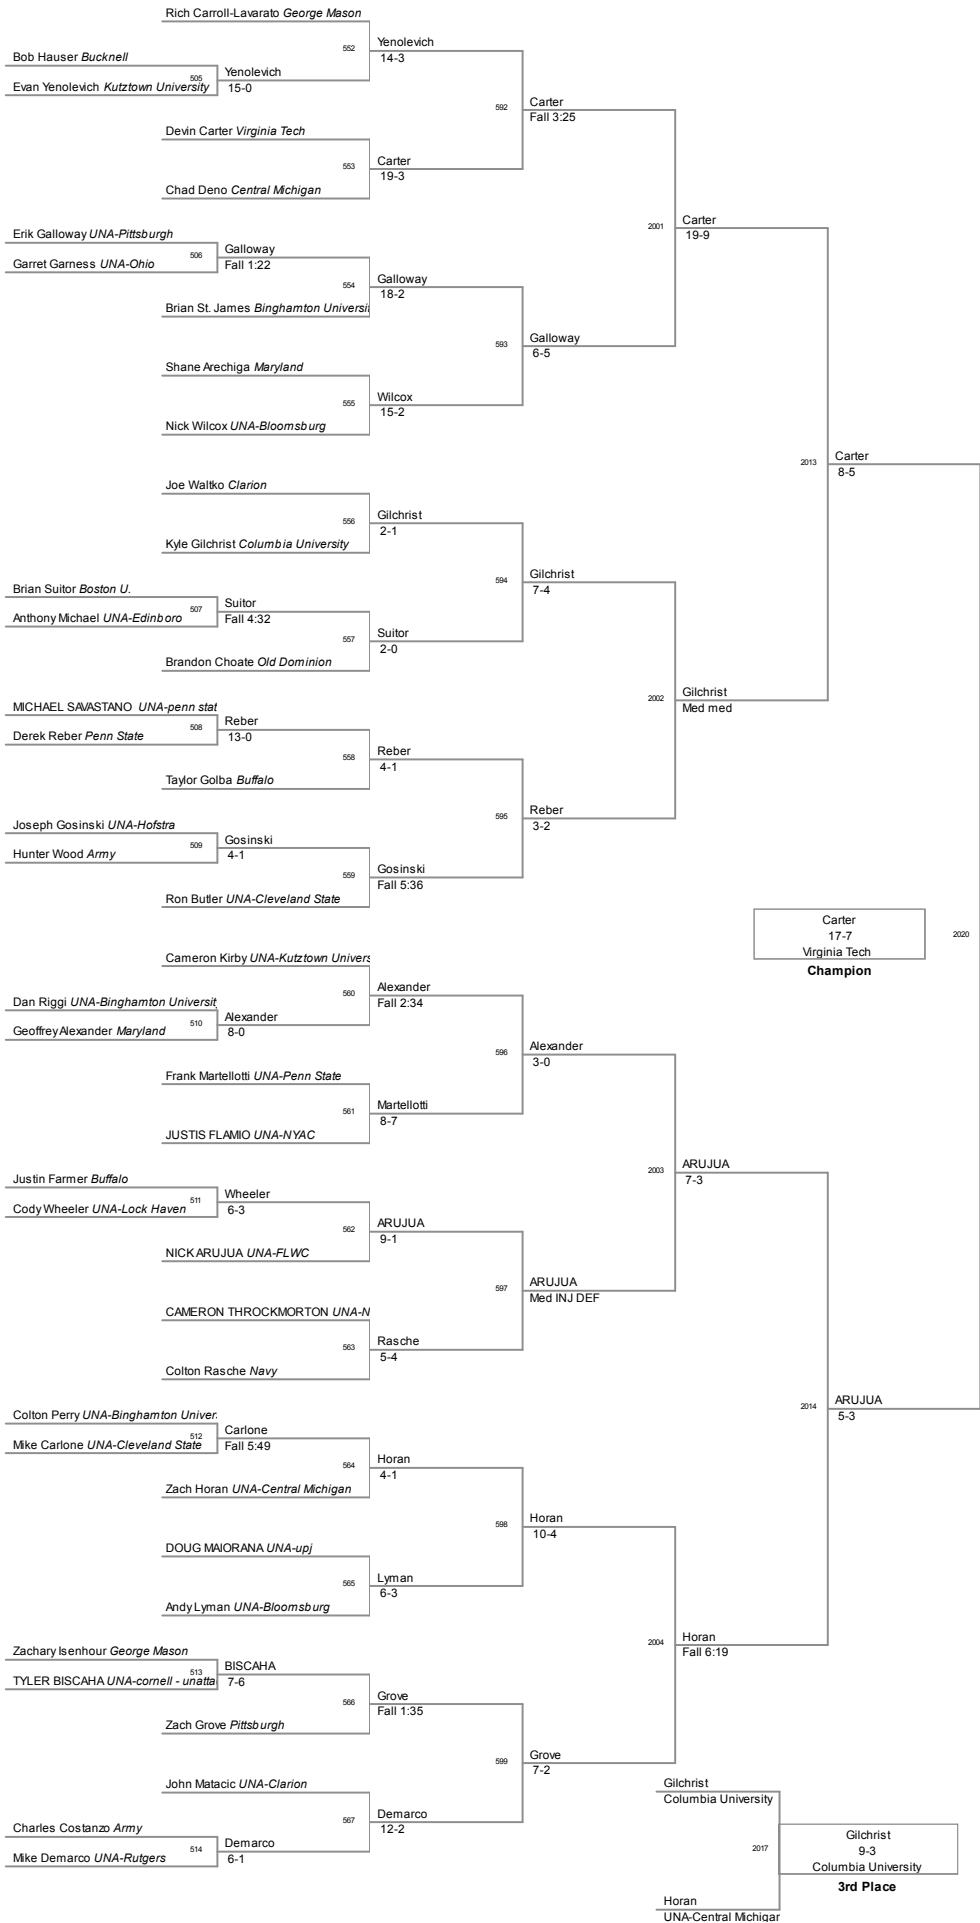 Rich Carroll-Lavarato George Mason
552
Yenolevich
14-3
Bob Hauser Bucknell
505
Yenolevich
15-0
Evan Yenolevich Kutztown University
592
Carter
Fall 3:25
Devin Carter Virginia Tech
553
Carter
19-3
Chad Deno Central Michigan
2001
Carter
19-9
Erik Galloway UNA-Pittsburgh
506
Galloway
Fall 1:22
Garret Garness UNA-Ohio
554
Galloway
18-2
Brian St. James Binghamton Universi
593
Galloway
6-5
Shane Arechiga Maryland
555
Wilcox
15-2
Nick Wilcox UNA-Bloomsburg
2013
Carter
8-5
Joe Waltko Clarion
556
Gilchrist
2-1
Kyle Gilchrist Columbia University
594
Gilchrist
7-4
Brian Suitor Boston U.
507
Suitor
Fall 4:32
Anthony Michael UNA-Edinboro
557
Suitor
2-0
Brandon Choate Old Dominion
2002
Gilchrist
Med med
MICHAEL SAVASTANO UNA-penn stat
508
Reber
13-0
Derek Reber Penn State
558
Reber
4-1
Taylor Golba Buffalo
595
Reber
3-2
Joseph Gosinski UNA-Hofstra
509
Gosinski
4-1
Hunter Wood Army
559
Gosinski
Fall 5:36
Ron Butler UNA-Cleveland State
Carter
17-7
Virginia Tech
Champion
2020
Cameron Kirby UNA-Kutztown Univers
560
Alexander
Fall 2:34
Dan Riggi UNA-Binghamton Universit
510
Alexander
8-0
Geoffrey Alexander Maryland
596
Alexander
3-0
Frank Martellotti UNA-Penn State
561
Martellotti
8-7
JUSTIS FLAMIO UNA-NYAC
2003
ARUJUA
7-3
Justin Farmer Buffalo
511
Wheeler
6-3
Cody Wheeler UNA-Lock Haven
562
ARUJUA
9-1
NICK ARUJUA UNA-FLWC
597
ARUJUA
Med INJ DEF
CAMERON THROCKMORTON UNA-N
563
Rasche
5-4
Colton Rasche Navy
2014
ARUJUA
5-3
Colton Perry UNA-Binghamton Univer
512
Carlone
Fall 5:49
Mike Carlone UNA-Cleveland State
564
Horan
4-1
Zach Horan UNA-Central Michigan
598
Horan
10-4
DOUG MAIORANA UNA-upj
565
Lyman
6-3
Andy Lyman UNA-Bloomsburg
2004
Horan
Fall 6:19
Zachary Isenhour George Mason
513
BISCAHA
7-6
TYLER BISCAHA UNA-cornell - unatta
566
Grove
Fall 1:35
Zach Grove Pittsburgh
599
Grove
7-2
John Matacic UNA-Clarion
567
Demarco
12-2
Charles Costanzo Army
514
Demarco
6-1
Mike Demarco UNA-Rutgers
Gilchrist
Columbia University
2017
Gilchrist
9-3
Columbia University
3rd Place
Horan
UNA-Central Michigar